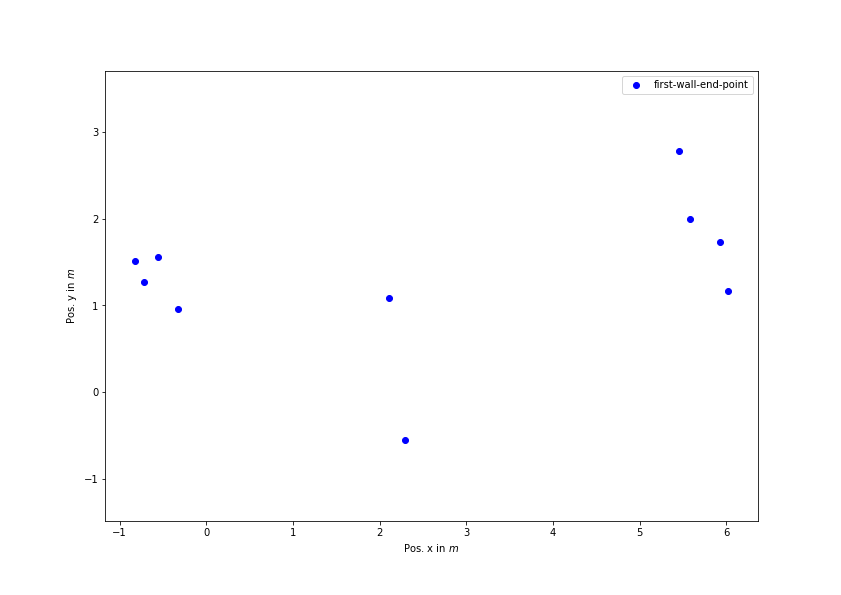 first-wall-end-point
3
2
1
0
−1
Pos. y in m
−1 0 1 2 3 4 5 6
Pos. x in m